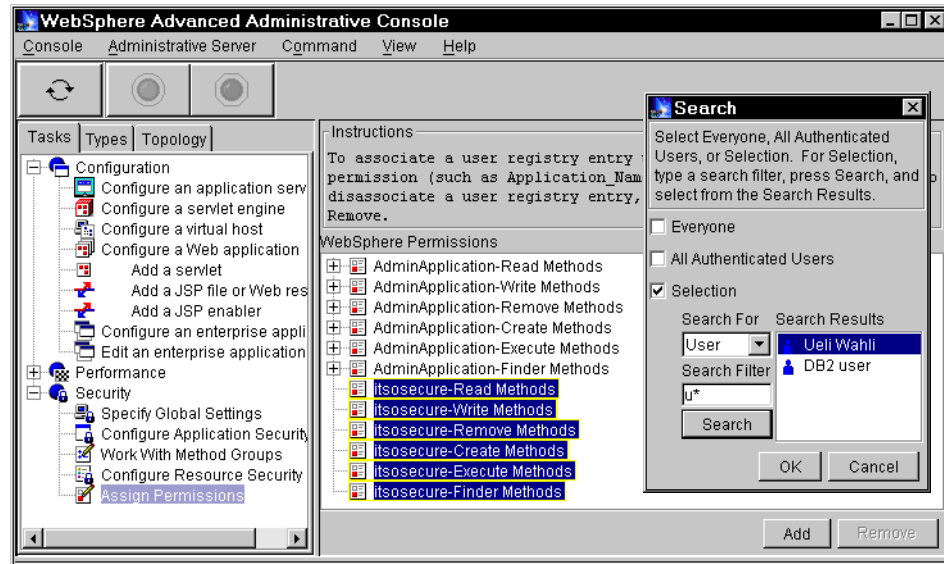 WebSphere Advanced Administrative Console
Console Administrative Server Command View Help
Tasks Types Topology
Configuration
Configure an application serv
Configure a servlet engine
Configure a virtual host
Configure a Web application
Add a servlet
Add a JSP file or Web res
Add a JSP enabler
Configure an enterprise appli
Edit an enterprise application
Performance
Security
Specify Global Settings
Configure Application Security
Work With Method Groups
Configure Resource Security
Assign Permissions
Instructions
To associate a user registry entry
permission (such as Application_Nam
disassociate a user registry entry,
Remove.
WebSphere Permissions
AdminApplication-Read Methods
AdminApplication-Write Methods
AdminApplication-Remove Methods
AdminApplication-Create Methods
AdminApplication-Execute Methods
AdminApplication-Finder Methods
itsosecure-Read Methods
itsosecure-Write Methods
itsosecure-Remove Methods
itsosecure-Create Methods
itsosecure-Execute Methods
itsosecure-Finder Methods
Add Remove
Search
Select Everyone, All Authenticated
Users, or Selection. For Selection,
type a search filter, press Search, and
select from the Search Results.
Everyone
All Authenticated Users
Selection
Search For Search Results
User
Ueli Wahli
DB2 user
Search Filter
u*
Search
OK Cancel